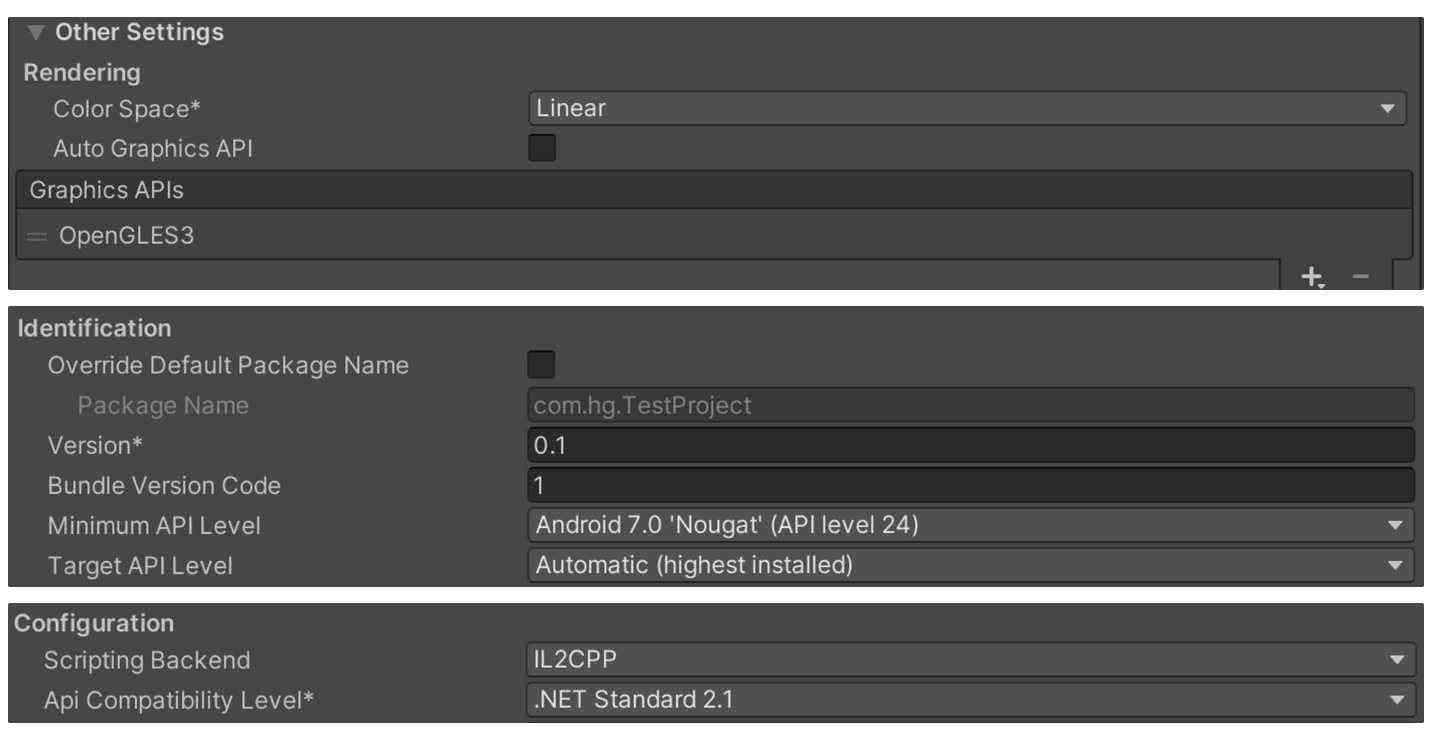 Other Settings
Rendering
Color Space* Linear
Auto Graphics API
Graphics APIs
OpenGLES3
Identification
Override Default Package Name
Package Name com.hg.TestProject
Version* 0.1
Bundle Version Code 1
Minimum API Level Android 7.0 'Nougat' (API level 24)
Target API Level Automatic (highest installed)
Configuration
Scripting Backend IL2CPP
Api Compatibility Level* .NET Standard 2.1